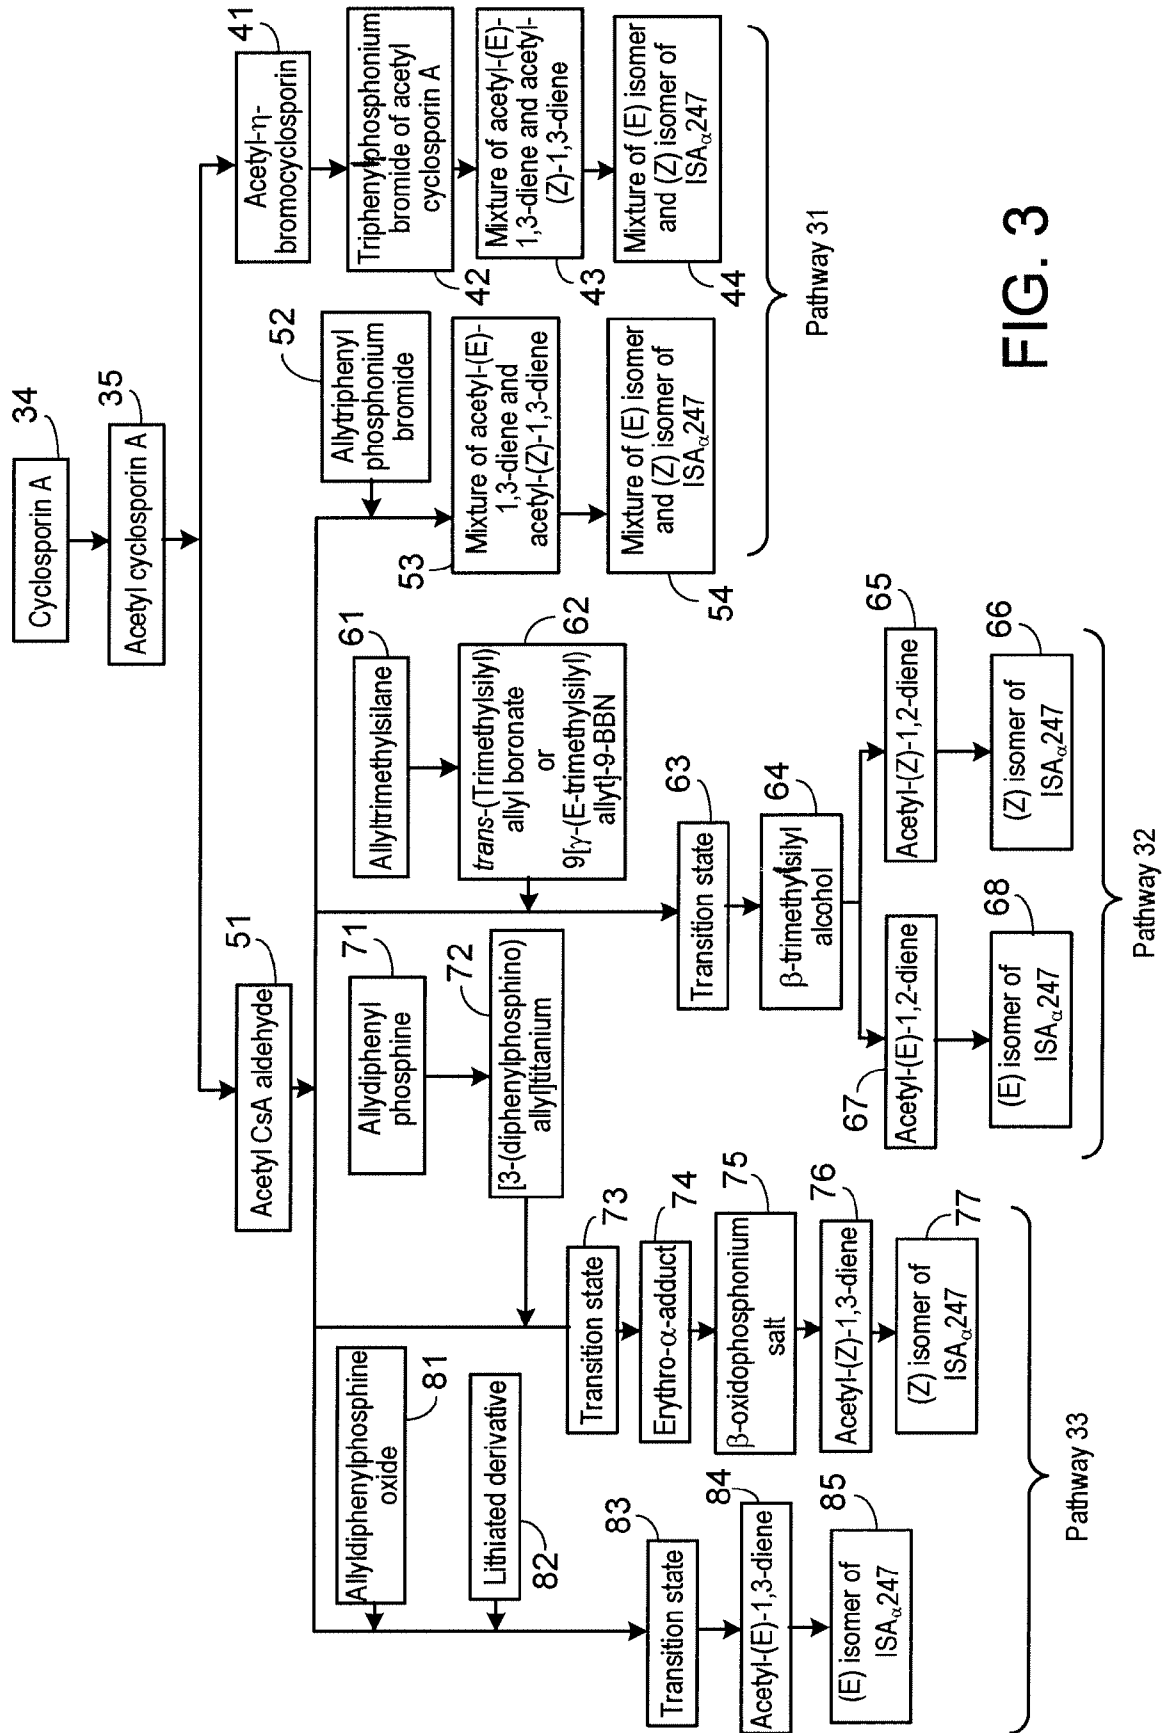 Cyclosporin A
34
Acetyl cyclosporin A
35
Acetyl-η-
bromocyclosporin
41
Triphenylphosphonium
bromide of acetyl
cyclosporin A
42
Mixture of acetyl-(E)-
1,3-diene and acetyl-
(Z)-1,3-diene
43
Mixture of (E) isomer
and (Z) isomer of
ISAα247
44
Acetyl CsA aldehyde
51
Allytriphenyl
phosphonium
bromide
52
Mixture of acetyl-(E)-
1,3-diene and
acetyl-(Z)-1,3-diene
53
Mixture of (E) isomer
and (Z) isomer of
ISAα247
54
Pathway 31
Allyltrimethylsilane
61
trans-(Trimethylsilyl)
allyl boronate
or
9[γ-(E-trimethylsilyl)
allyt]-9-BBN
62
Transition state
63
β-trimethylsilyl
alcohol
64
Acetyl-(Z)-1,2-diene
65
(Z) isomer of
ISAα247
66
Acetyl-(E)-1,2-diene
67
(E) isomer of
ISAα247
68
Pathway 32
Allydiphenyl
phosphine
71
[3-(diphenylphosphino)
allyl]titanium
72
Transition state
73
Erythro-α-adduct
74
β-oxidophosphonium
salt
75
Acetyl-(Z)-1,3-diene
76
(Z) isomer of
ISAα247
77
Allyldiphenylphosphine
oxide
81
Lithiated derivative
82
Transition state
83
Acetyl-(E)-1,3-diene
84
(E) isomer of
ISAα247
85
Pathway 33
FIG. 3